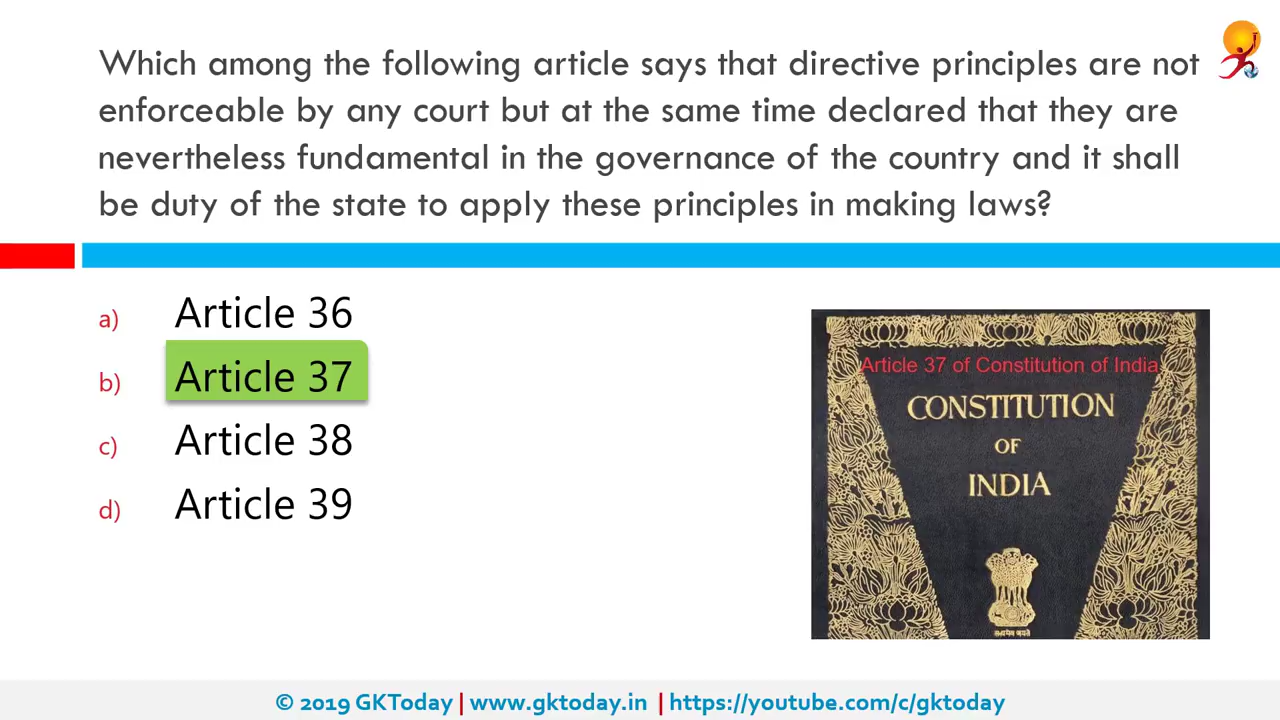 Which among the following article says that directive principles are not
enforceable by any court but at the same time declared that they are
nevertheless fundamental in the governance of the country and it shall
be duty of the state to apply these principles in making laws?
a) Article 36
b) Article 37
c) Article 38
d) Article 39
Article 37 of Constitution of India
CONSTITUTION
OF
INDIA
सत्यमेव जयते
© 2019 GKToday | www.gktoday.in | https://youtube.com/c/gktoday